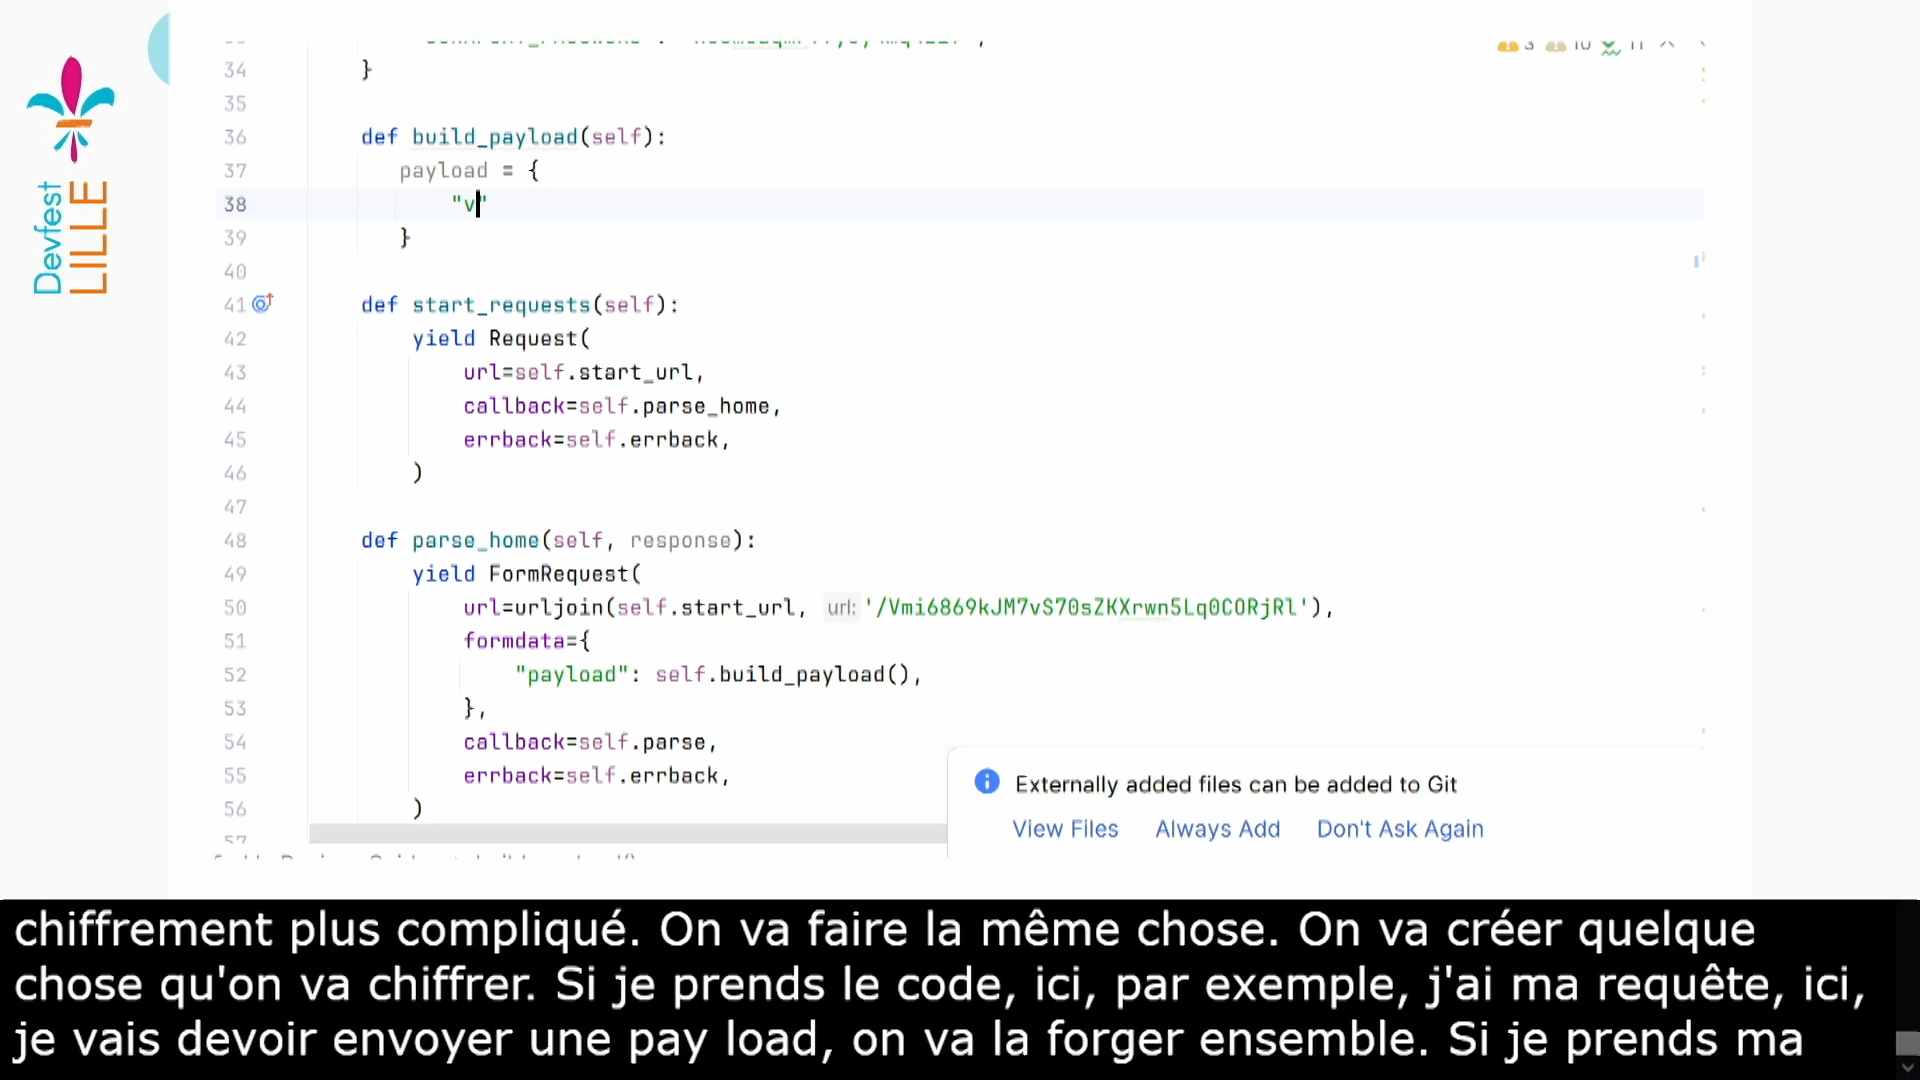 Devfest
LILLE
3 10 11
34 }
35
36 def build_payload(self):
37 payload = {
38 "v"
39 }
40
41 def start_requests(self):
42 yield Request(
43 url=self.start_url,
44 callback=self.parse_home,
45 errback=self.errback,
46 )
47
48 def parse_home(self, response):
49 yield FormRequest(
50 url=urljoin(self.start_url, url: '/Vmi6869kJM7vS70sZKXrwn5Lq0CORjRl'),
51 formdata={
52 "payload": self.build_payload(),
53 },
54 callback=self.parse,
55 errback=self.errback,
56 )
57
Externally added files can be added to Git
View Files Always Add Don't Ask Again
chiffrement plus compliqué. On va faire la même chose. On va créer quelque
chose qu'on va chiffrer. Si je prends le code, ici, par exemple, j'ai ma requête, ici,
je vais devoir envoyer une pay load, on va la forger ensemble. Si je prends ma